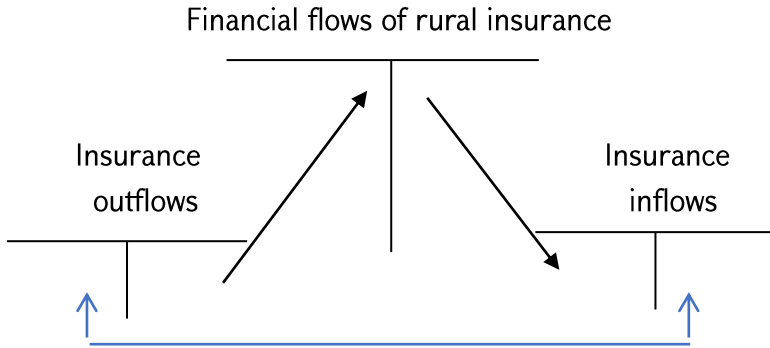 Financial flows of rural insurance
Insurance
outflows
Insurance
inflows